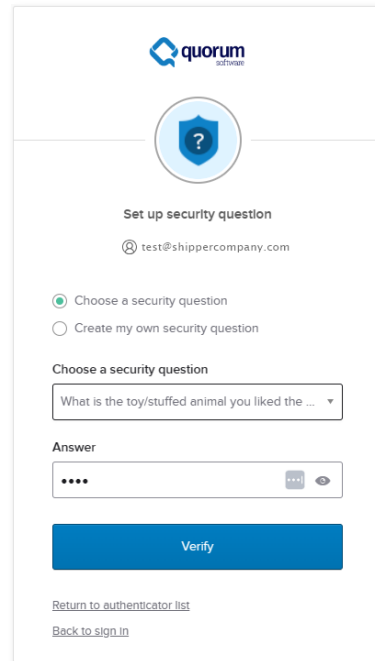 quorum
software
?
Set up security question
test@shippercompany.com
Choose a security question
Create my own security question
Choose a security question
What is the toy/stuffed animal you liked the ...
Answer
••••
Verify
Return to authenticator list
Back to sign in